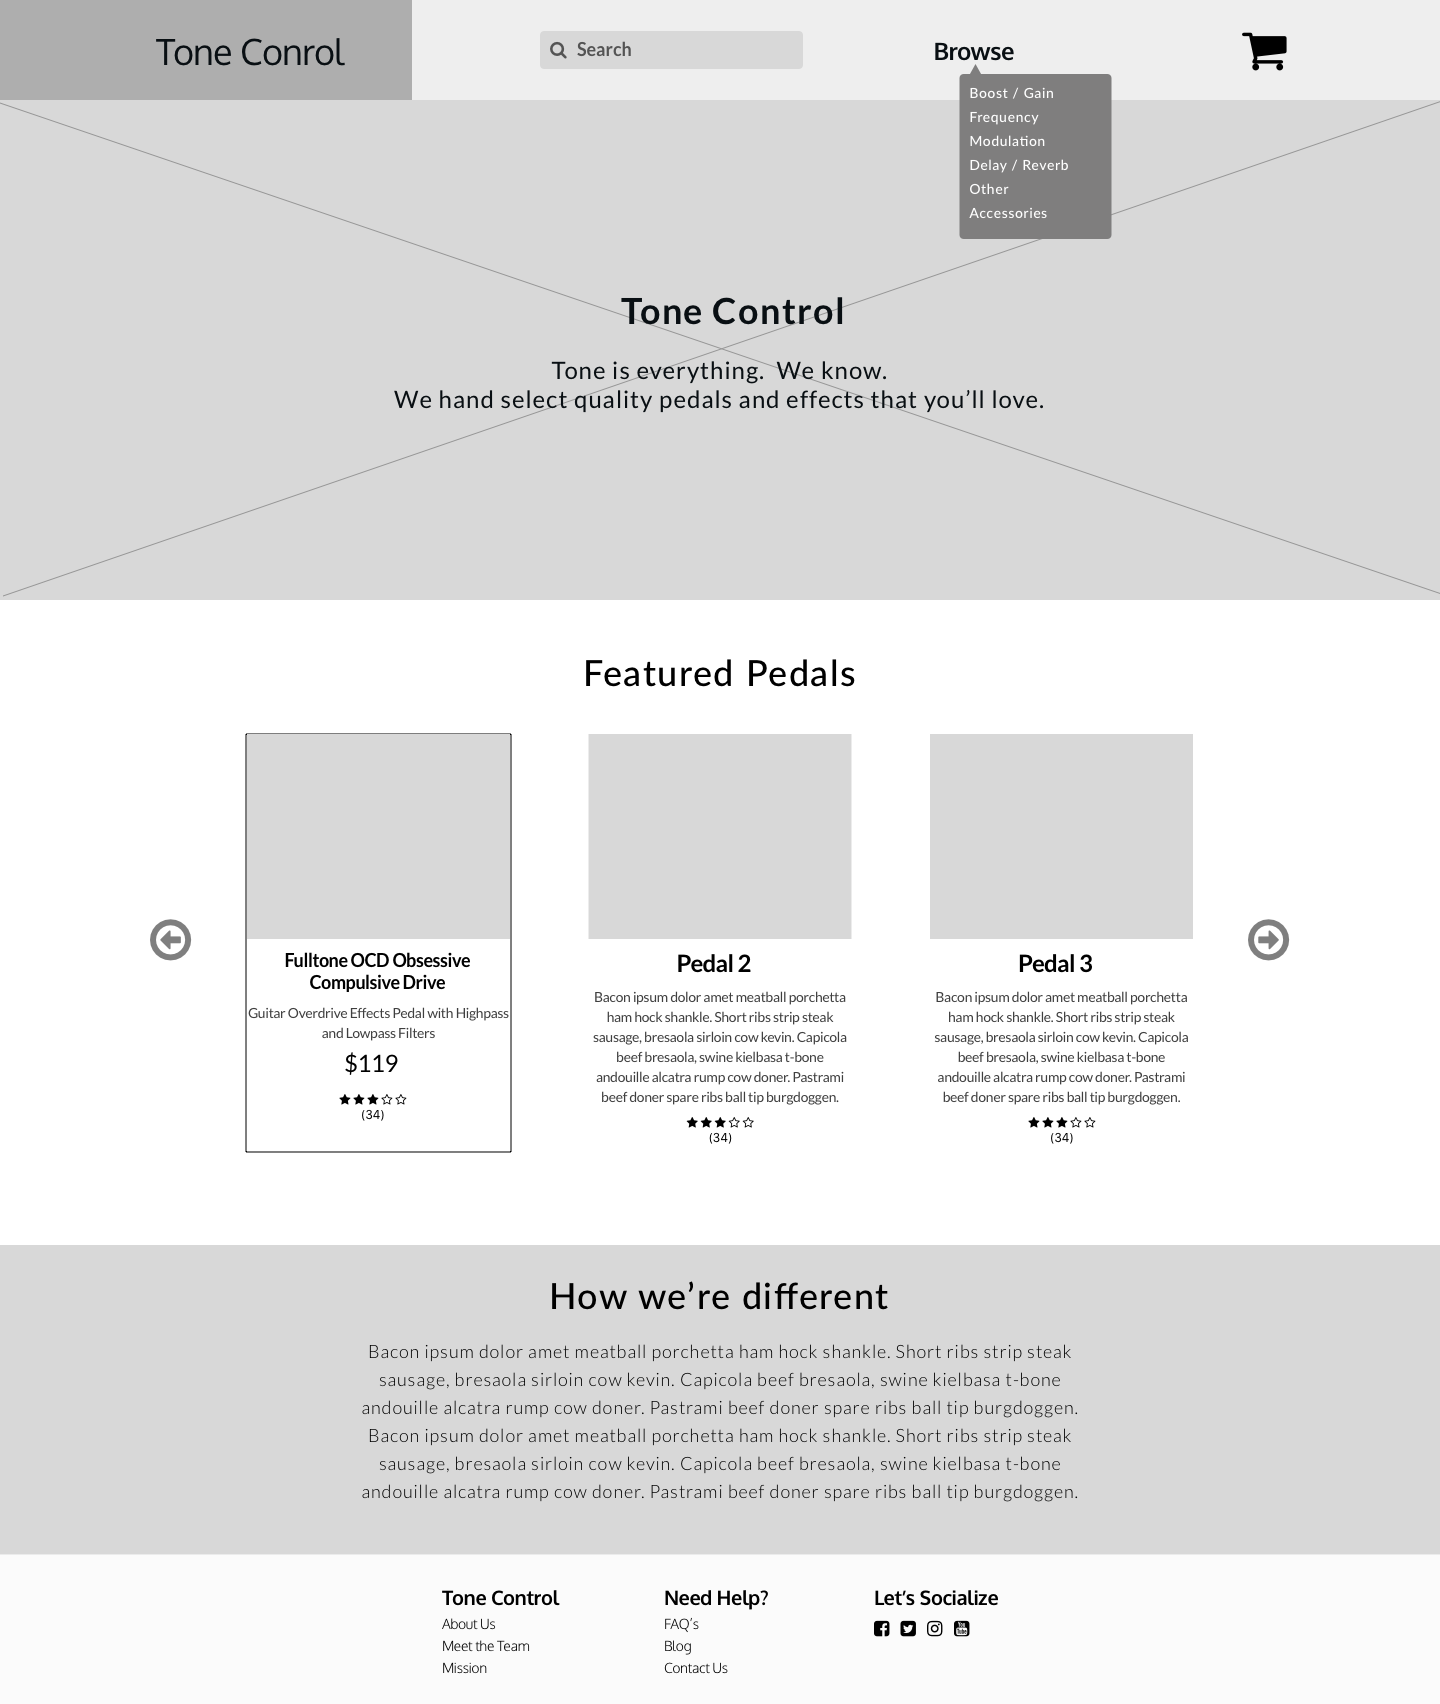 Tone Conrol
Search
Browse
Boost / Gain
Frequency
Modulation
Delay / Reverb
Other
Accessories
Tone Control
Tone is everything.  We know.
We hand select quality pedals and effects that you’ll love.
Featured Pedals
Fulltone OCD Obsessive
Compulsive Drive
Guitar Overdrive Effects Pedal with Highpass
and Lowpass Filters
$119
(34)
Pedal 2
Bacon ipsum dolor amet meatball porchetta
ham hock shankle. Short ribs strip steak
sausage, bresaola sirloin cow kevin. Capicola
beef bresaola, swine kielbasa t-bone
andouille alcatra rump cow doner. Pastrami
beef doner spare ribs ball tip burgdoggen.
(34)
Pedal 3
Bacon ipsum dolor amet meatball porchetta
ham hock shankle. Short ribs strip steak
sausage, bresaola sirloin cow kevin. Capicola
beef bresaola, swine kielbasa t-bone
andouille alcatra rump cow doner. Pastrami
beef doner spare ribs ball tip burgdoggen.
(34)
How we’re different
Bacon ipsum dolor amet meatball porchetta ham hock shankle. Short ribs strip steak
sausage, bresaola sirloin cow kevin. Capicola beef bresaola, swine kielbasa t-bone
andouille alcatra rump cow doner. Pastrami beef doner spare ribs ball tip burgdoggen.
Bacon ipsum dolor amet meatball porchetta ham hock shankle. Short ribs strip steak
sausage, bresaola sirloin cow kevin. Capicola beef bresaola, swine kielbasa t-bone
andouille alcatra rump cow doner. Pastrami beef doner spare ribs ball tip burgdoggen.
Tone Control
About Us
Meet the Team
Mission
Need Help?
FAQ’s
Blog
Contact Us
Let’s Socialize